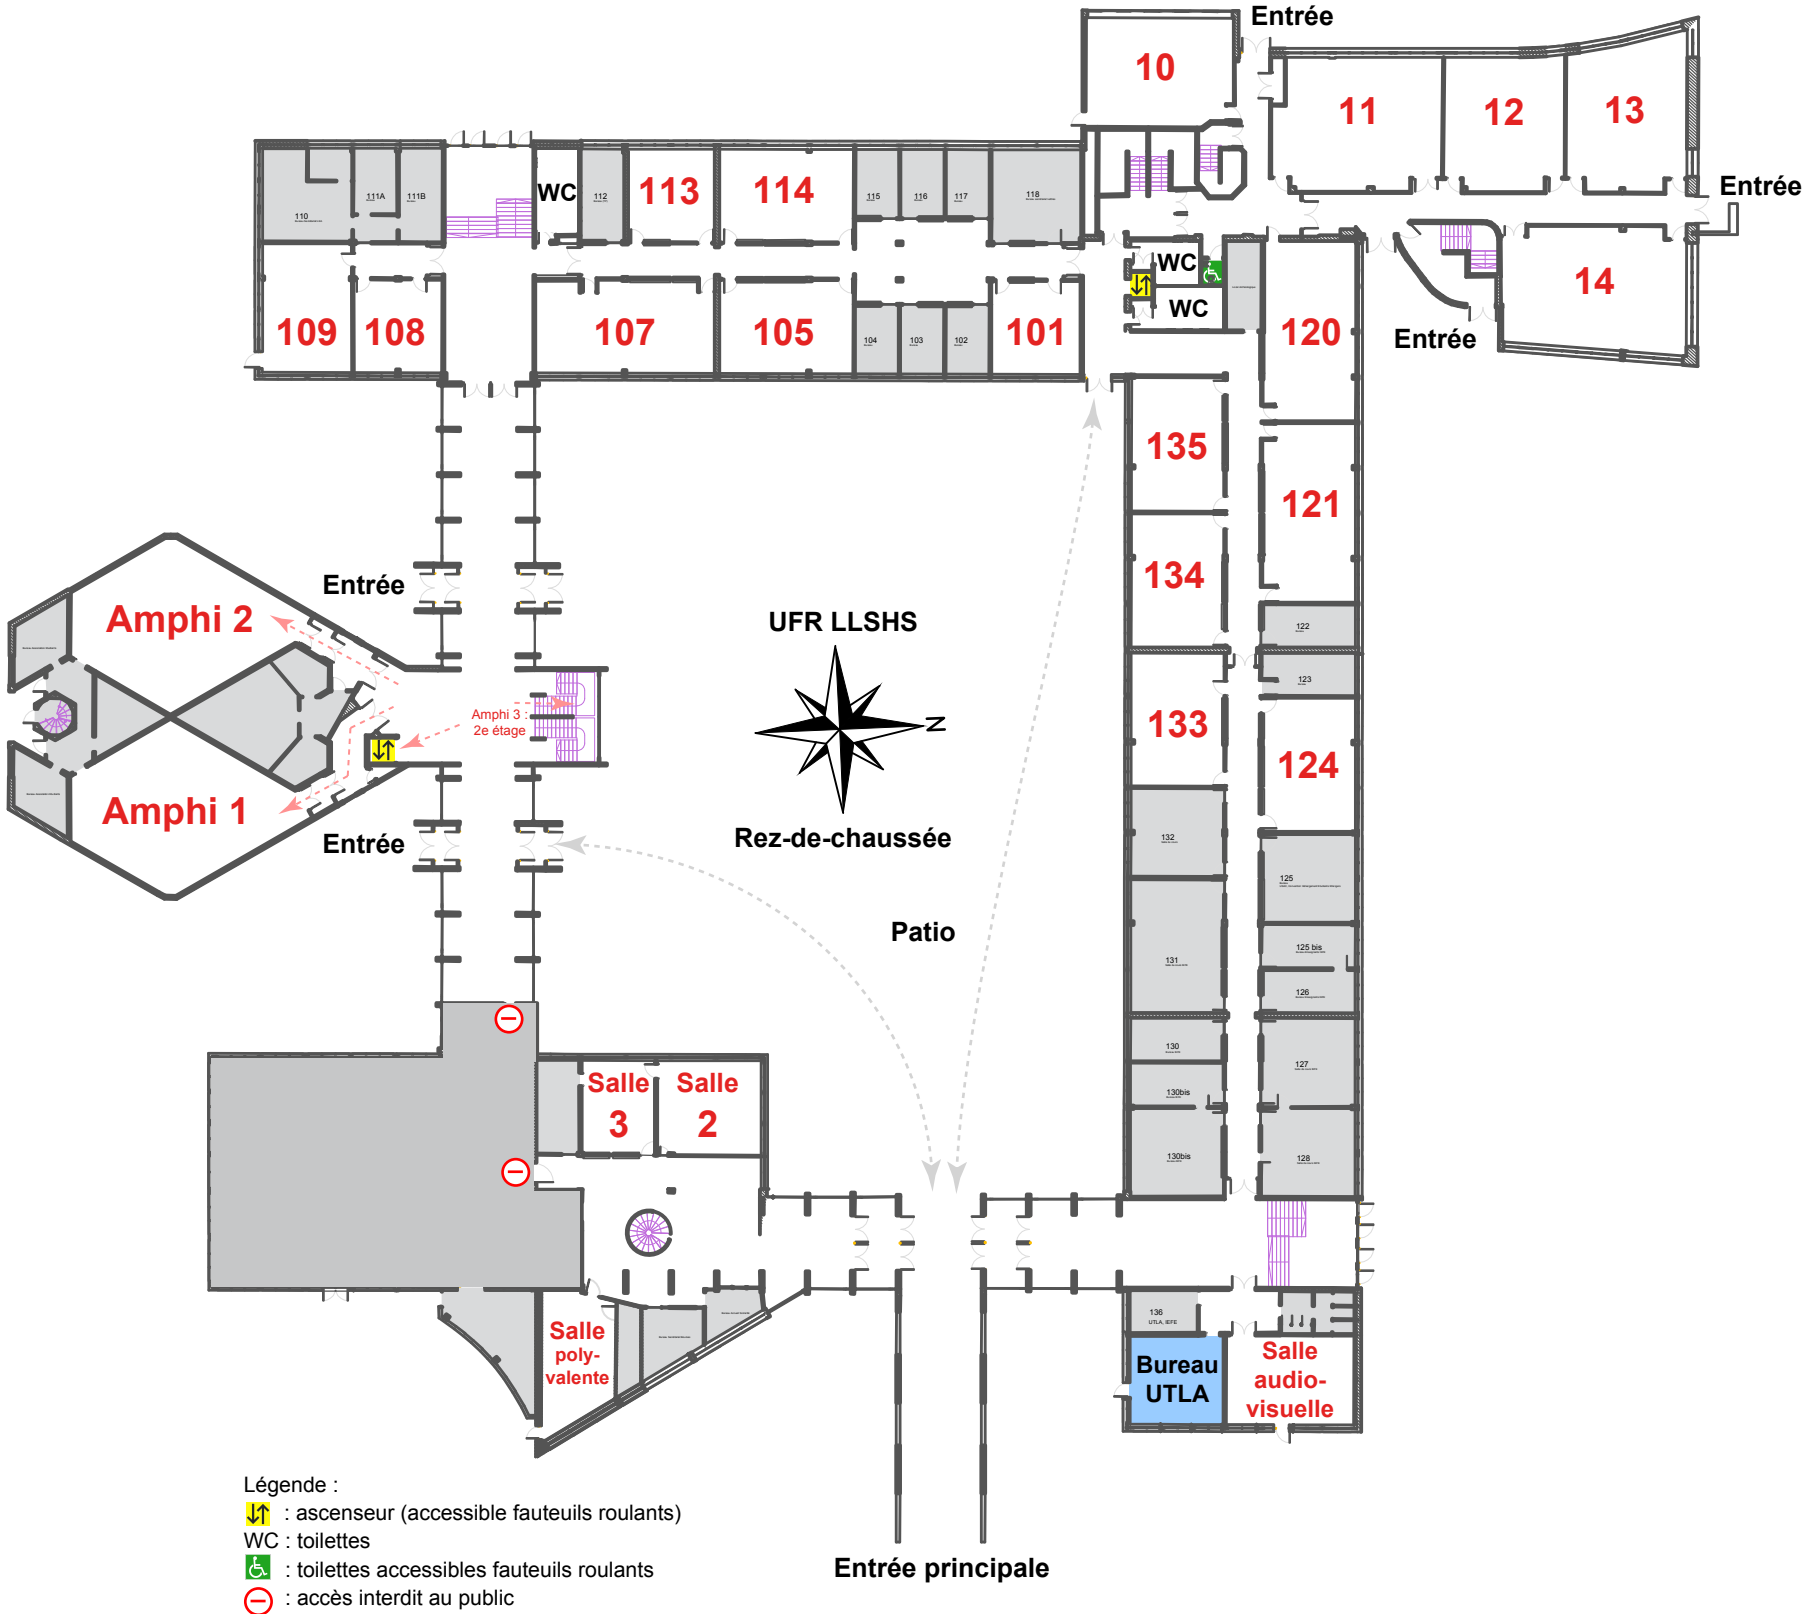 Entrée
10
11
12
13
Entrée
WC
110
111A
111B
112
113
114
115
116
117
118
109
108
107
105
104
103
102
101
WC
WC
120
14
Entrée
135
121
134
122
Entrée
Amphi 2
UFR LLSHS
N
123
133
124
Amphi 3 :
2e étage
Amphi 1
Entrée
Rez-de-chaussée
132
125
Patio
131
125 bis
126
130
127
130bis
130bis
128
Salle
3
Salle
2
136
UTLA, IEFE
Salle
poly-
valente
Bureau
UTLA
Salle
audio-
visuelle
Légende :
: ascenseur (accessible fauteuils roulants)
WC : toilettes
: toilettes accessibles fauteuils roulants
: accès interdit au public
Entrée principale